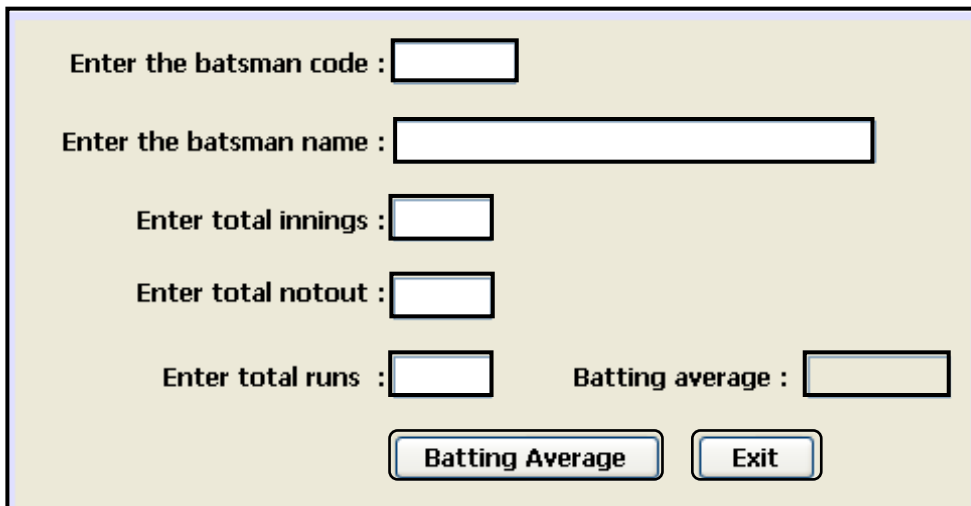 Enter the batsman code :
Enter the batsman name :
Enter total innings :
Enter total notout :
Enter total runs : Batting average :
Batting Average Exit